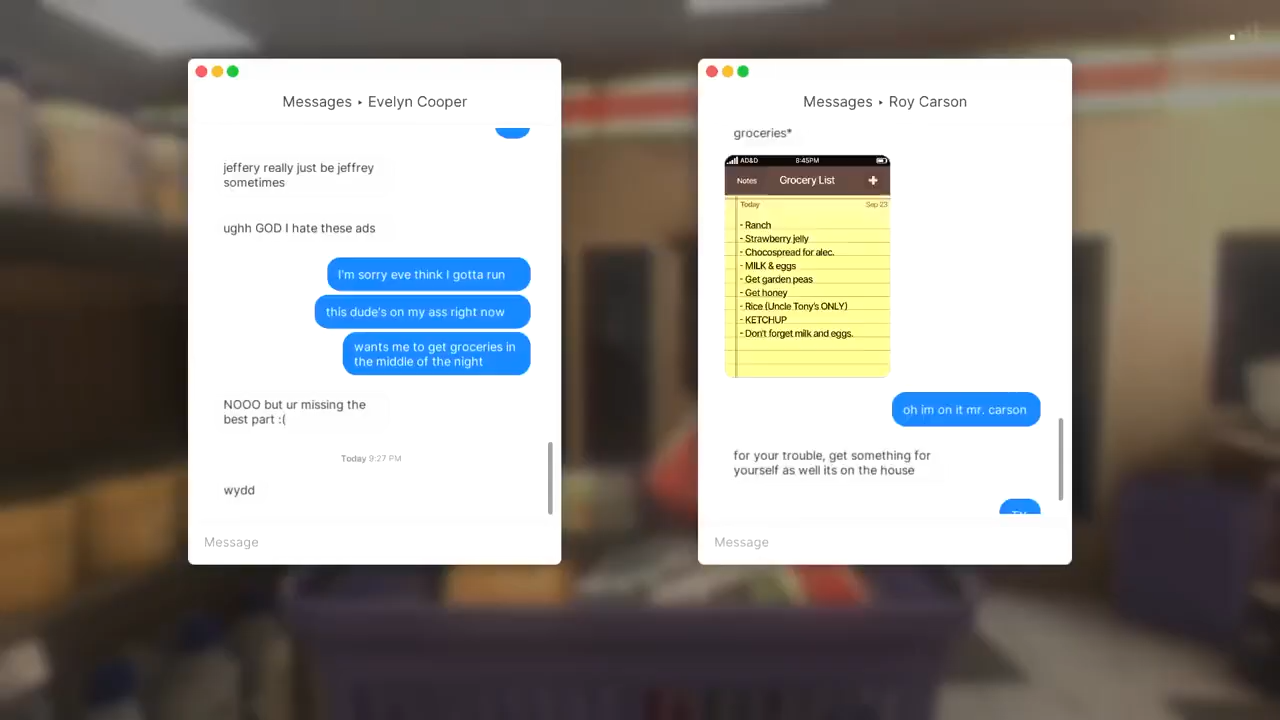 Messages ‣ Evelyn Cooper
jeffery really just be jeffrey
sometimes
ughh GOD I hate these ads
I'm sorry eve think I gotta run
this dude's on my ass right now
wants me to get groceries in
the middle of the night
NOOO but ur missing the
best part :(
Today 9:27 PM
wydd
Message
Messages ‣ Roy Carson
groceries*
AD&D 8:45PM
Notes Grocery List +
Today Sep 23
- Ranch
- Strawberry jelly
- Chocospread for alec.
- MILK & eggs
- Get garden peas
- Get honey
- Rice (Uncle Tony's ONLY)
- KETCHUP
- Don't forget milk and eggs.
oh im on it mr. carson
for your trouble, get something for
yourself as well its on the house
Message